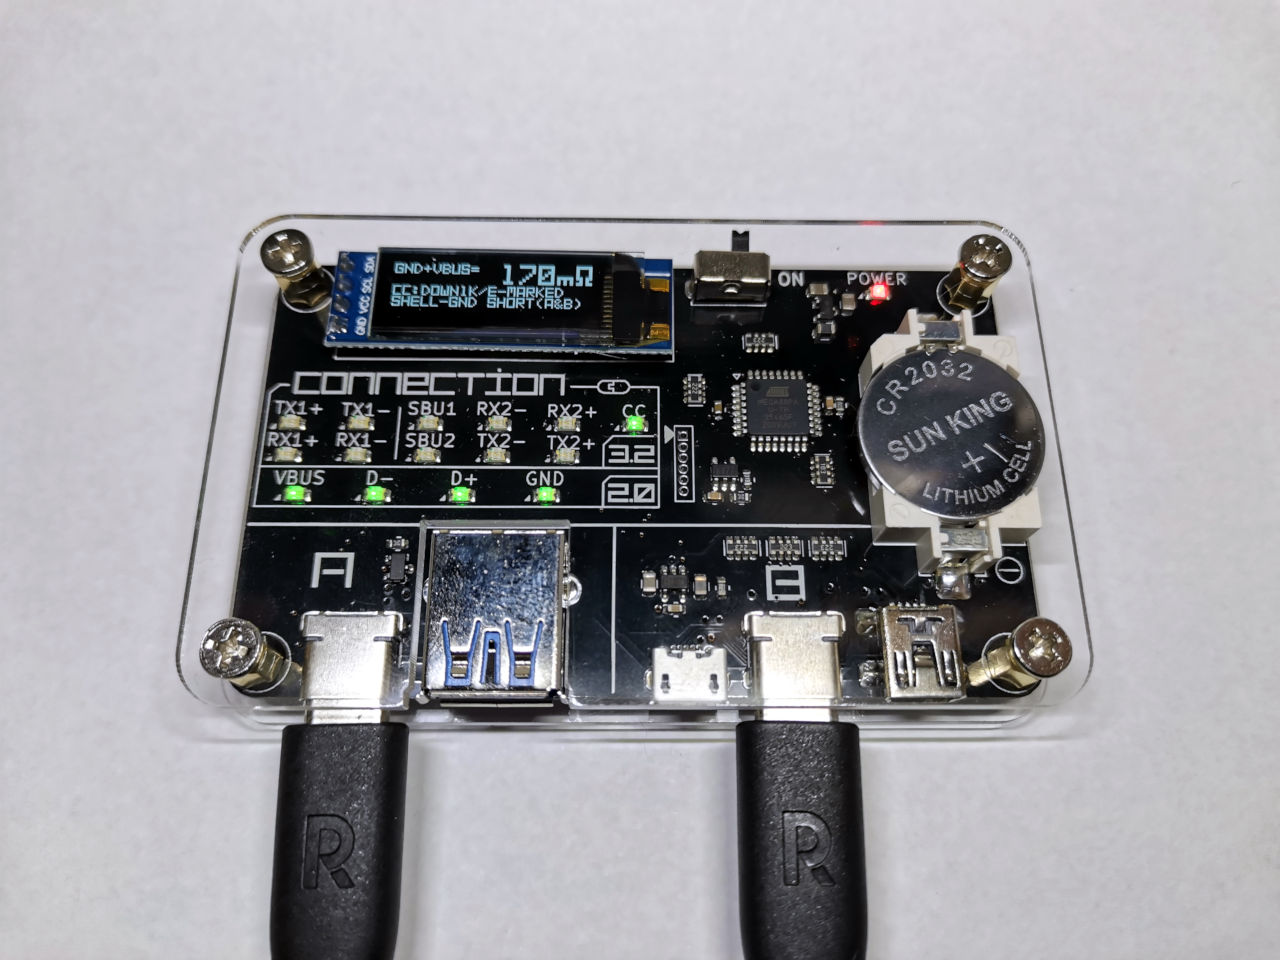 GND+VBUS= 170mΩ
CC:DOWN1K/E-MARKED
SHELL-GND SHORT(A&B)
GND VCC SCL SDA
ON
POWER
CONNECTION
TX1+ TX1- SBU1 RX2- RX2+ CC
RX1+ RX1- SBU2 TX2- TX2+ 3.2
VBUS D- D+ GND 2.0
CR2032
SUN KING
+
LITHIUM CELL
A
B
R
R